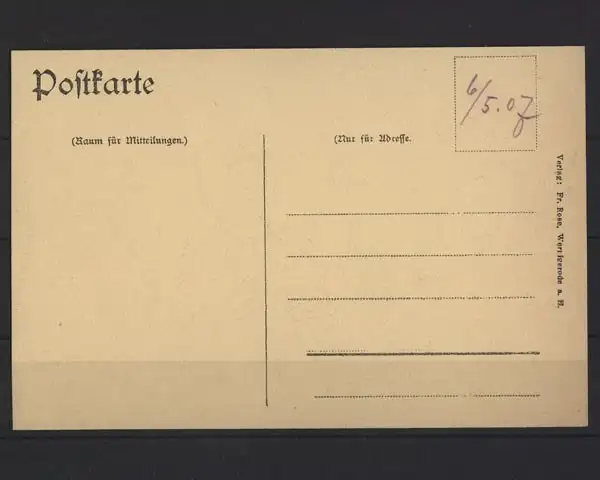 Postkarte
6/5.07
(Raum für Mitteilungen.)
(Nur für Adresse.
Verlag: Fr. Rose, Wernigerode a. H.